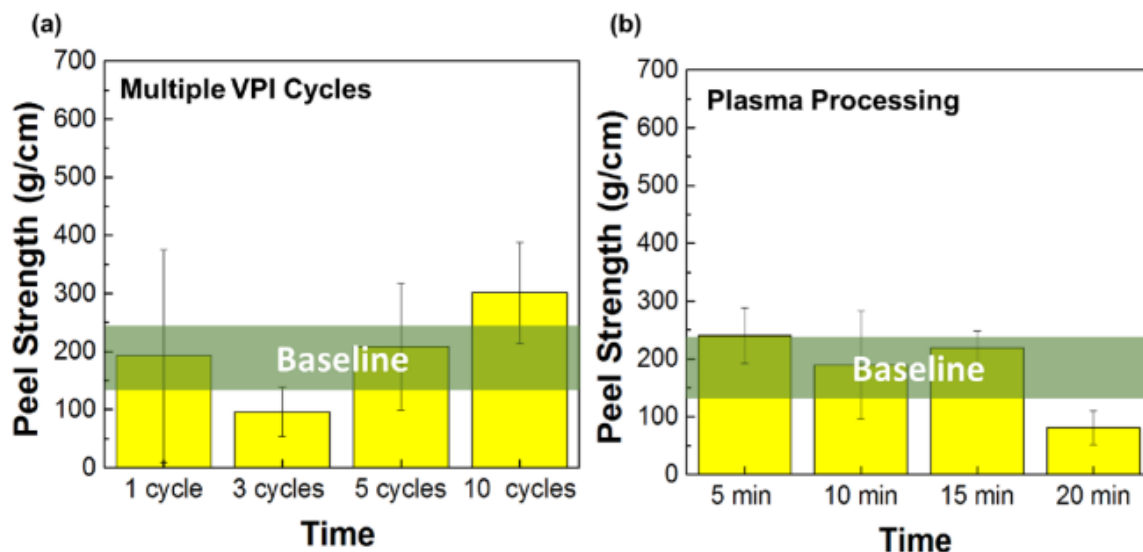 (a)
Multiple VPI Cycles
Peel Strength (g/cm)
700
600
500
400
300
200
100
0
Baseline
1 cycle 3 cycles 5 cycles 10 cycles
Time
(b)
Plasma Processing
Peel Strength (g/cm)
700
600
500
400
300
200
100
0
Baseline
5 min 10 min 15 min 20 min
Time